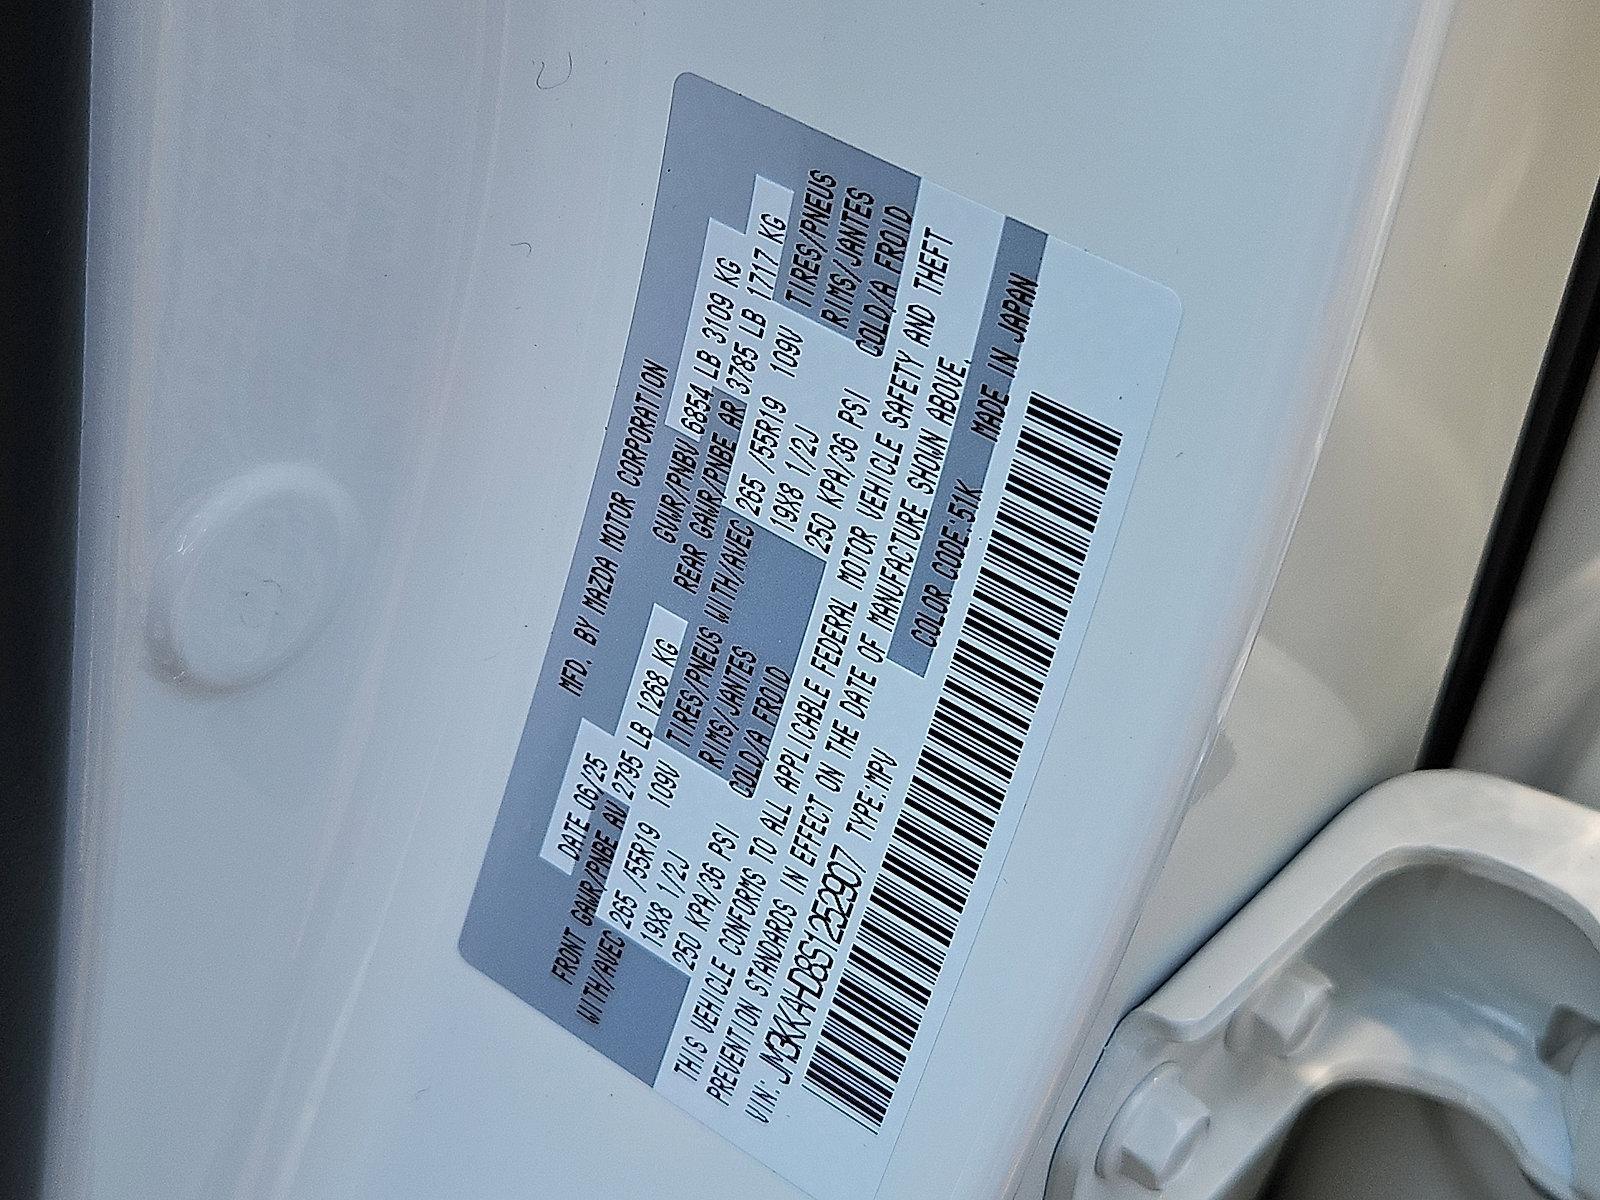 MFD. BY MAZDA MOTOR CORPORATION
DATE 06/25 GVWR/PNBV 6854 LB 3109 KG
FRONT GAWR/PNBE AV 2795 LB 1268 KG REAR GAWR/PNBE AR 3785 LB 1717 KG
WITH/AVEC 265 /55R19 109V TIRES/PNEUS WITH/AVEC 265 /55R19 109V TIRES/PNEUS
19X8 1/2J RIMS/JANTES 19X8 1/2J RIMS/JANTES
250 KPA/36 PSI COLD/A FROID 250 KPA/36 PSI COLD/A FROID
THIS VEHICLE CONFORMS TO ALL APPLICABLE FEDERAL MOTOR VEHICLE SAFETY AND THEFT
PREVENTION STANDARDS IN EFFECT ON THE DATE OF MANUFACTURE SHOWN ABOVE.
VIN: JM3KKAHD8S1252907 TYPE:MPV COLOR CODE:51K MADE IN JAPAN